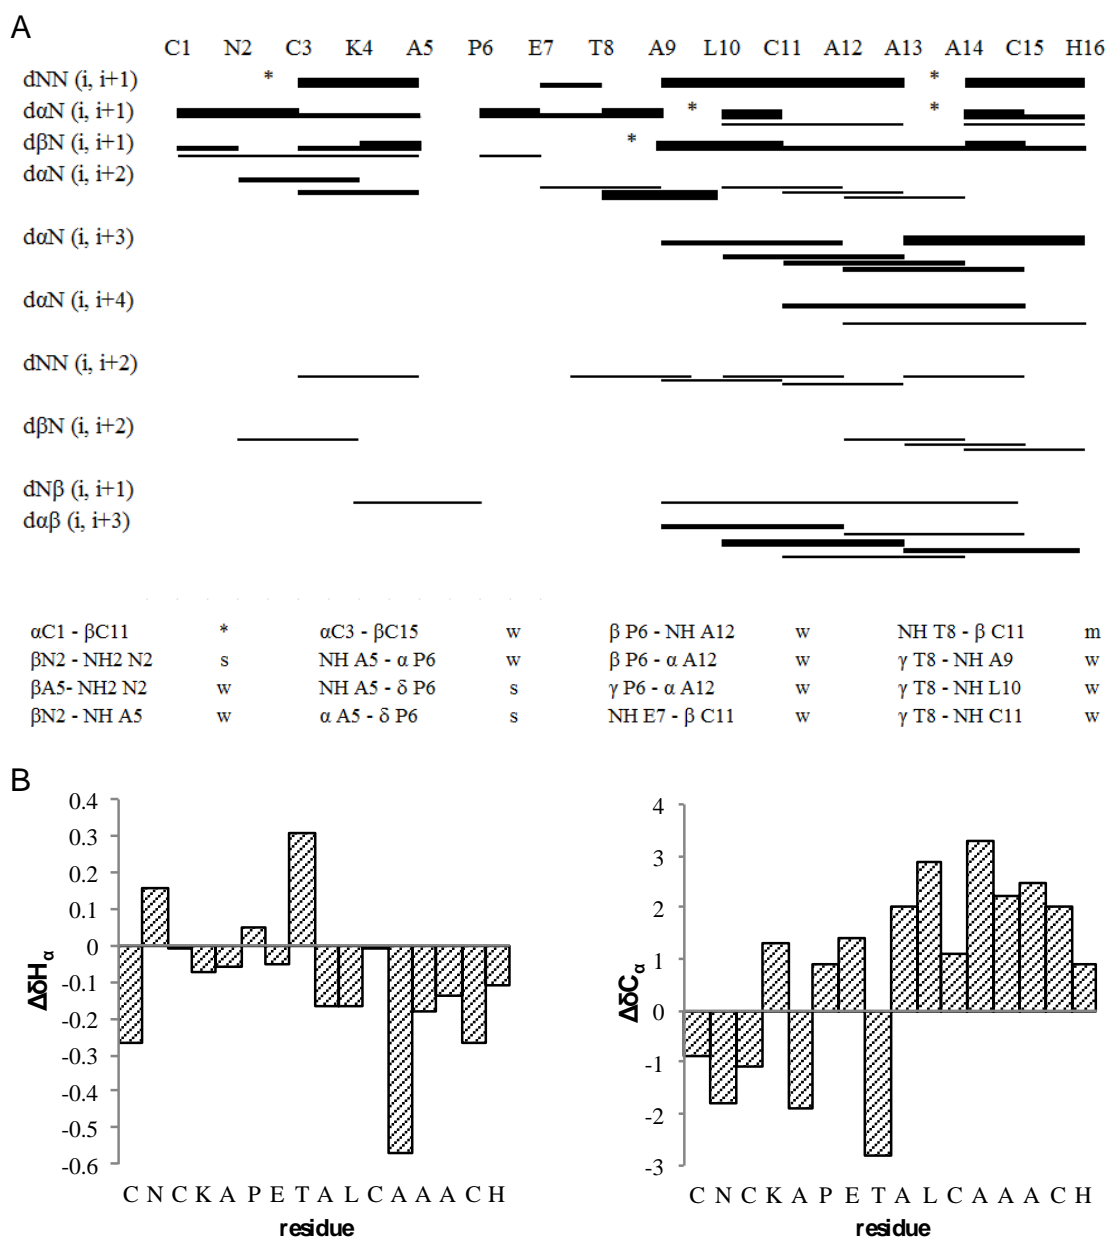 A
C1 N2 C3 K4 A5 P6 E7 T8 A9 L10 C11 A12 A13 A14 C15 H16
dNN (i, i+1) * *
dαN (i, i+1) * *
dβN (i, i+1) *
dαN (i, i+2)
dαN (i, i+3)
dαN (i, i+4)
dNN (i, i+2)
dβN (i, i+2)
dNβ (i, i+1)
dαβ (i, i+3)
αC1 - βC11 * αC3 - βC15 w β P6 - NH A12 w NH T8 - β C11 m
βN2 - NH2 N2 s NH A5 - α P6 w β P6 - α A12 w γ T8 - NH A9 w
βA5- NH2 N2 w NH A5 - δ P6 s γ P6 - α A12 w γ T8 - NH L10 w
βN2 - NH A5 w α A5 - δ P6 s NH E7 - β C11 w γ T8 - NH C11 w
B
0.4
0.3
0.2
0.1
0
-0.1
-0.2
-0.3
-0.4
-0.5
-0.6
ΔδHα
C N C K A P E T A L C A A A C H
residue
4
3
2
1
0
-1
-2
-3
ΔδCα
C N C K A P E T A L C A A A C H
residue